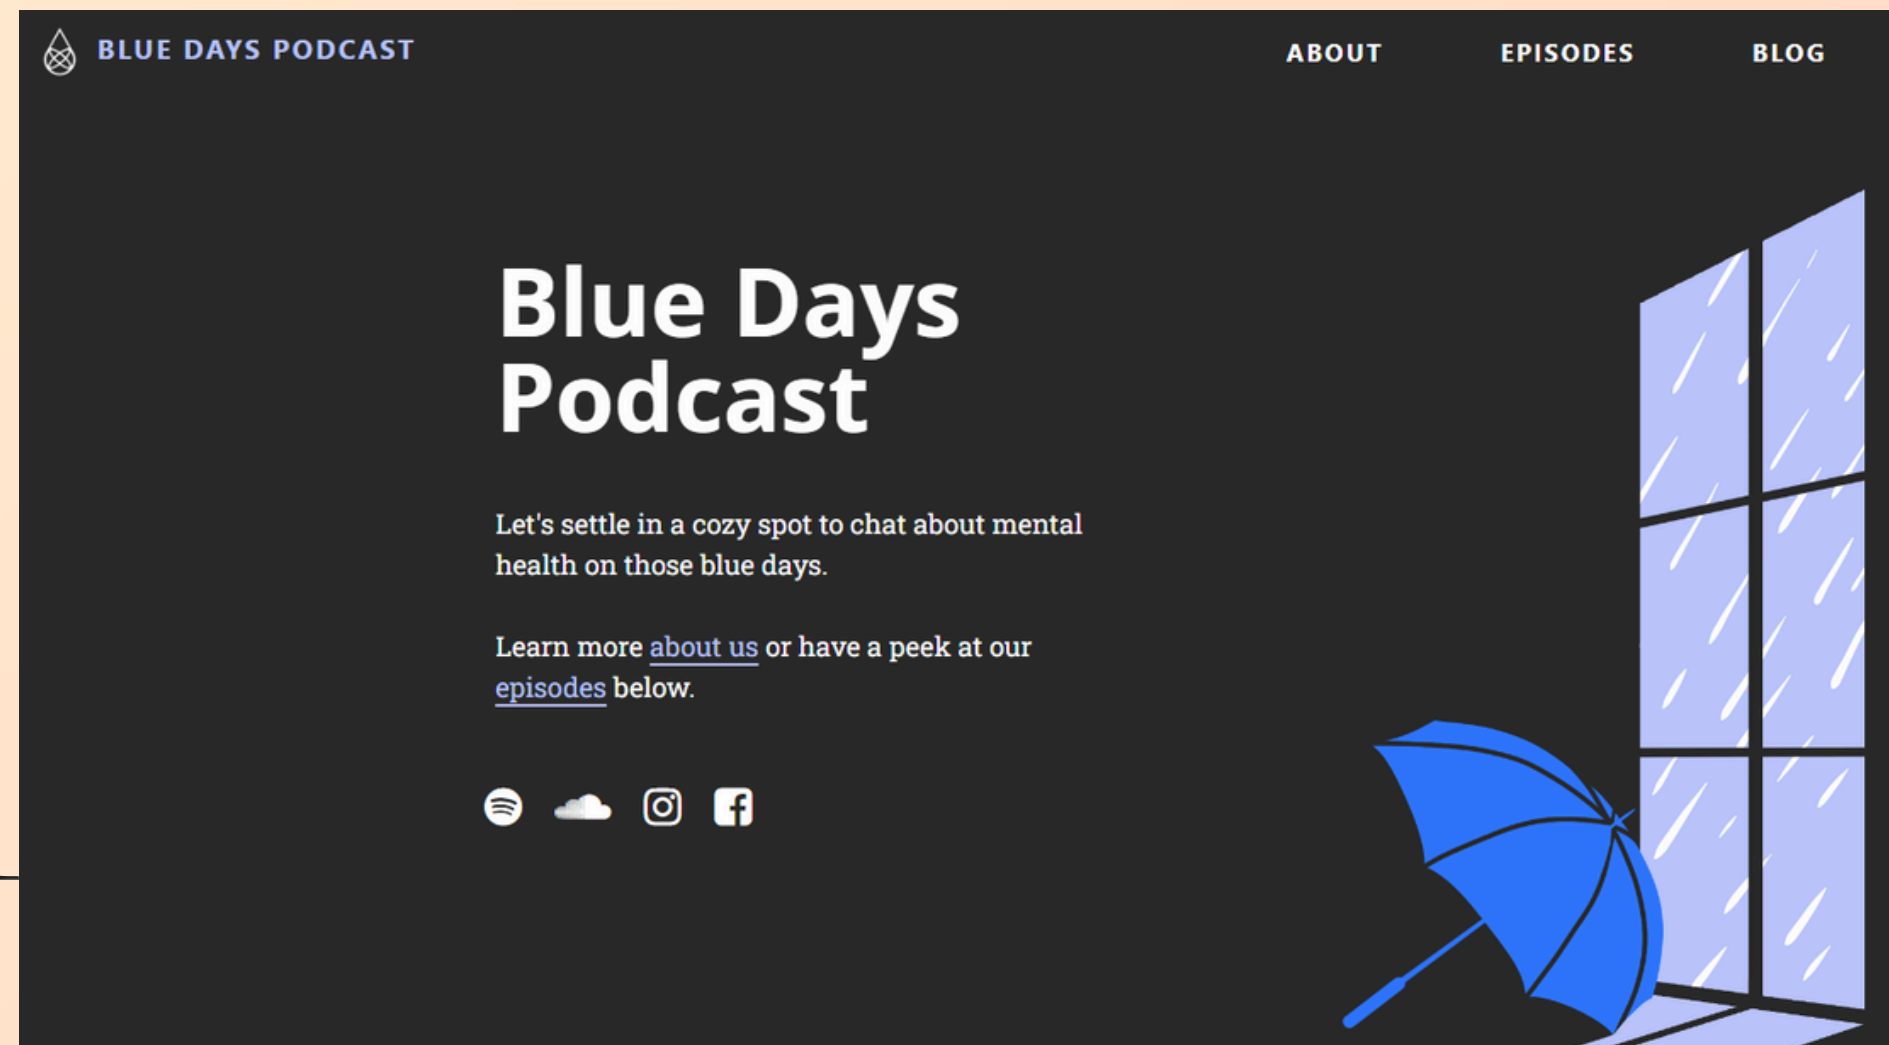 BLUE DAYS PODCAST
ABOUT
EPISODES
BLOG
Blue Days
Podcast
Let's settle in a cozy spot to chat about mental
health on those blue days.
Learn more about us or have a peek at our
episodes below.